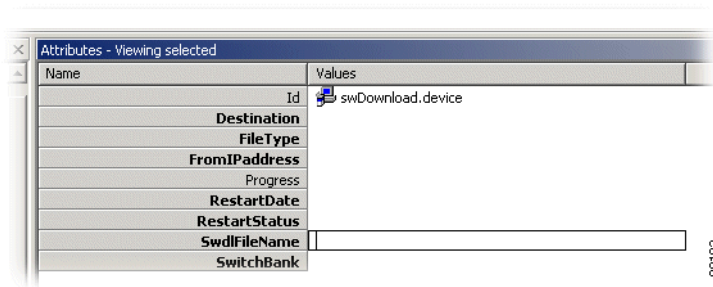 Attributes - Viewing selected
Name Values
Id swDownload.device
Destination
FileType
FromIPaddress
Progress
RestartDate
RestartStatus
SwdlFileName
SwitchBank